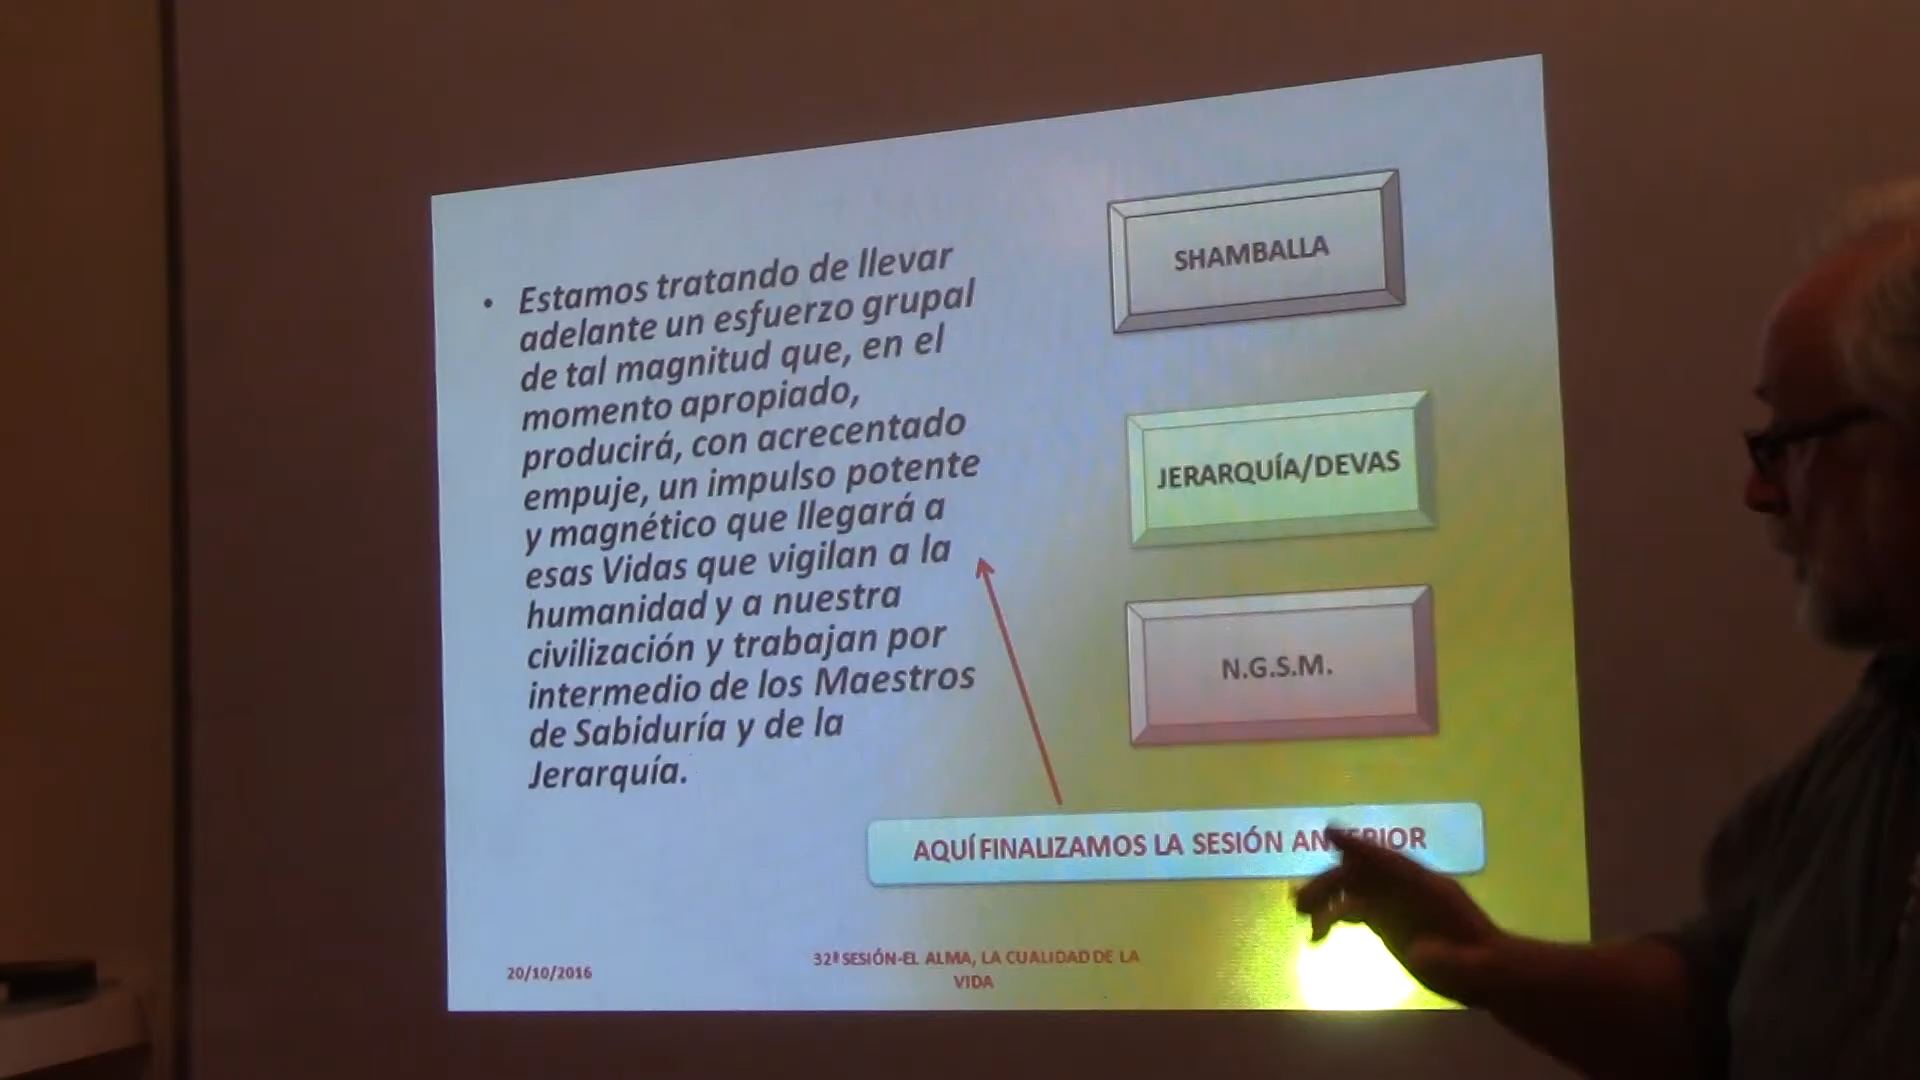 • Estamos tratando de llevar
adelante un esfuerzo grupal
de tal magnitud que, en el
momento apropiado,
producirá, con acrecentado
empuje, un impulso potente
y magnético que llegará a
esas Vidas que vigilan a la
humanidad y a nuestra
civilización y trabajan por
intermedio de los Maestros
de Sabiduría y de la
Jerarquía.
SHAMBALLA
JERARQUÍA/DEVAS
N.G.S.M.
AQUÍ FINALIZAMOS LA SESIÓN ANTERIOR
20/10/2016
32ª SESIÓN-EL ALMA, LA CUALIDAD DE LA
VIDA